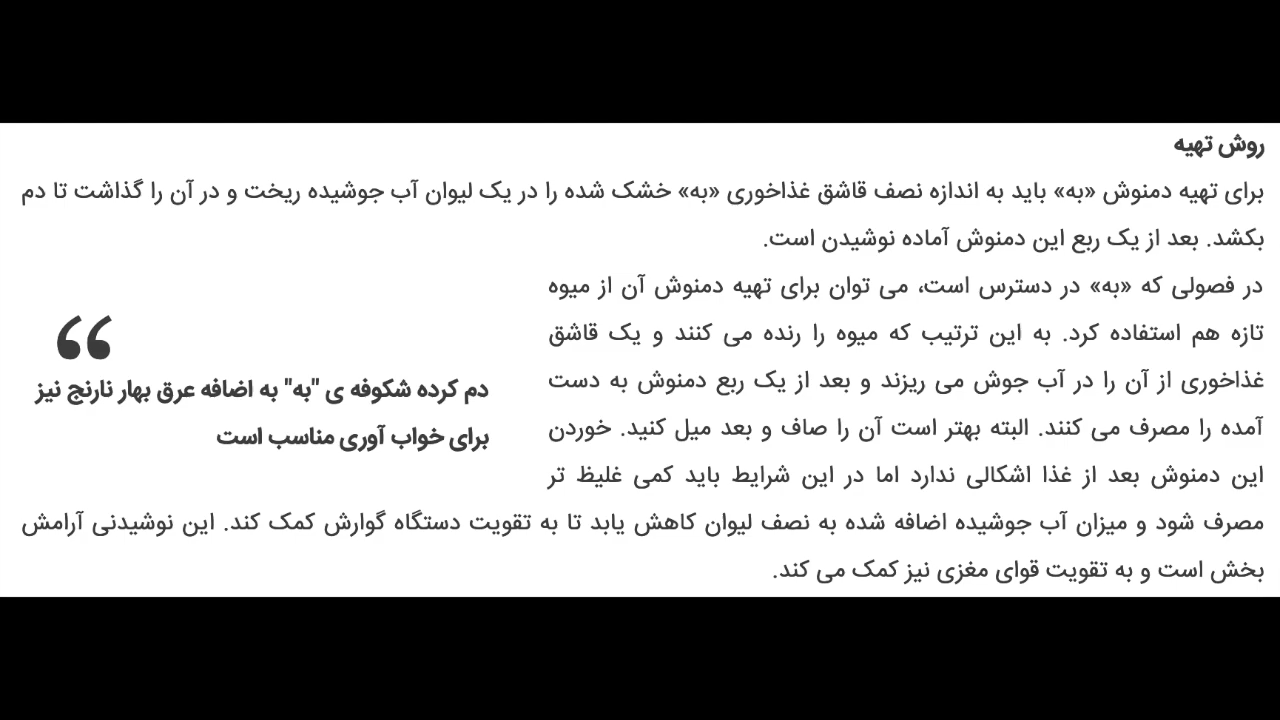 روش تهیه
برای تهیه دمنوش «به» باید به اندازه نصف قاشق غذاخوری «به» خشک شده را در یک لیوان آب جوشیده ریخت و در آن را گذاشت تا دم
بکشد. بعد از یک ربع این دمنوش آماده نوشیدن است.
در فصولی که «به» در دسترس است، می توان برای تهیه دمنوش آن از میوه
تازه هم استفاده کرد. به این ترتیب که میوه را رنده می کنند و یک قاشق
غذاخوری از آن را در آب جوش می ریزند و بعد از یک ربع دمنوش به دست
آمده را مصرف می کنند. البته بهتر است آن را صاف و بعد میل کنید. خوردن
این دمنوش بعد از غذا اشکالی ندارد اما در این شرایط باید کمی غلیظ تر
مصرف شود و میزان آب جوشیده اضافه شده به نصف لیوان کاهش یابد تا به تقویت دستگاه گوارش کمک کند. این نوشیدنی آرامش
بخش است و به تقویت قوای مغزی نیز کمک می کند.
“
دم کرده شکوفه ی "به" به اضافه عرق بهار نارنج نیز
برای خواب آوری مناسب است